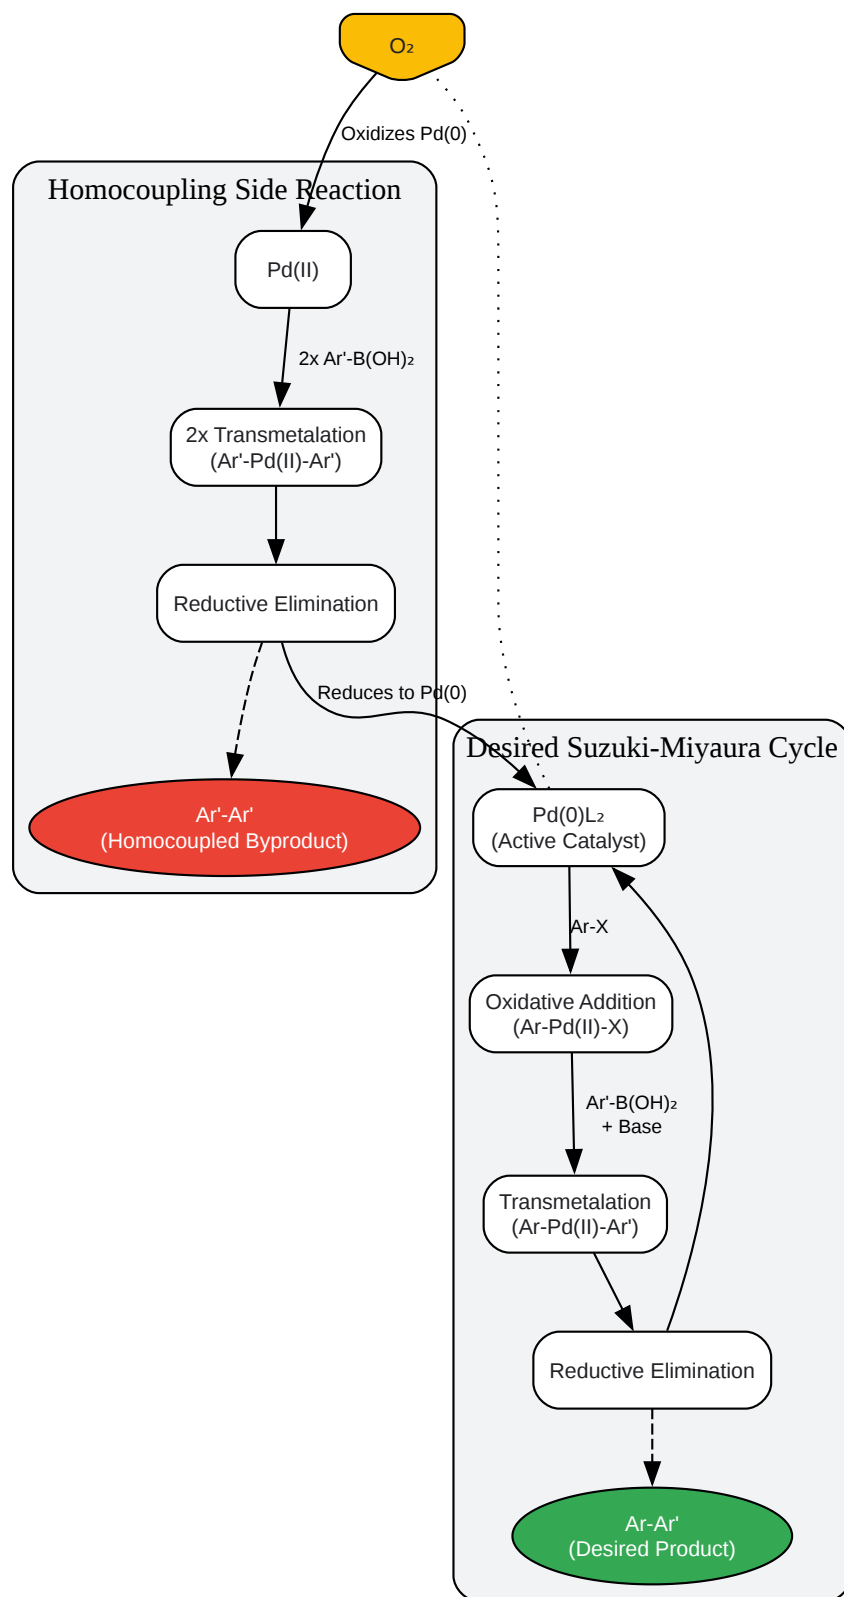 O₂
Oxidizes Pd(0)
Homocoupling Side Reaction
Pd(II)
2x Ar'-B(OH)₂
2x Transmetalation
(Ar'-Pd(II)-Ar')
Reductive Elimination
Reduces to Pd(0)
Ar'-Ar'
(Homocoupled Byproduct)
Desired Suzuki-Miyaura Cycle
Pd(0)L₂
(Active Catalyst)
Ar-X
Oxidative Addition
(Ar-Pd(II)-X)
Ar'-B(OH)₂
+ Base
Transmetalation
(Ar-Pd(II)-Ar')
Reductive Elimination
Ar-Ar'
(Desired Product)